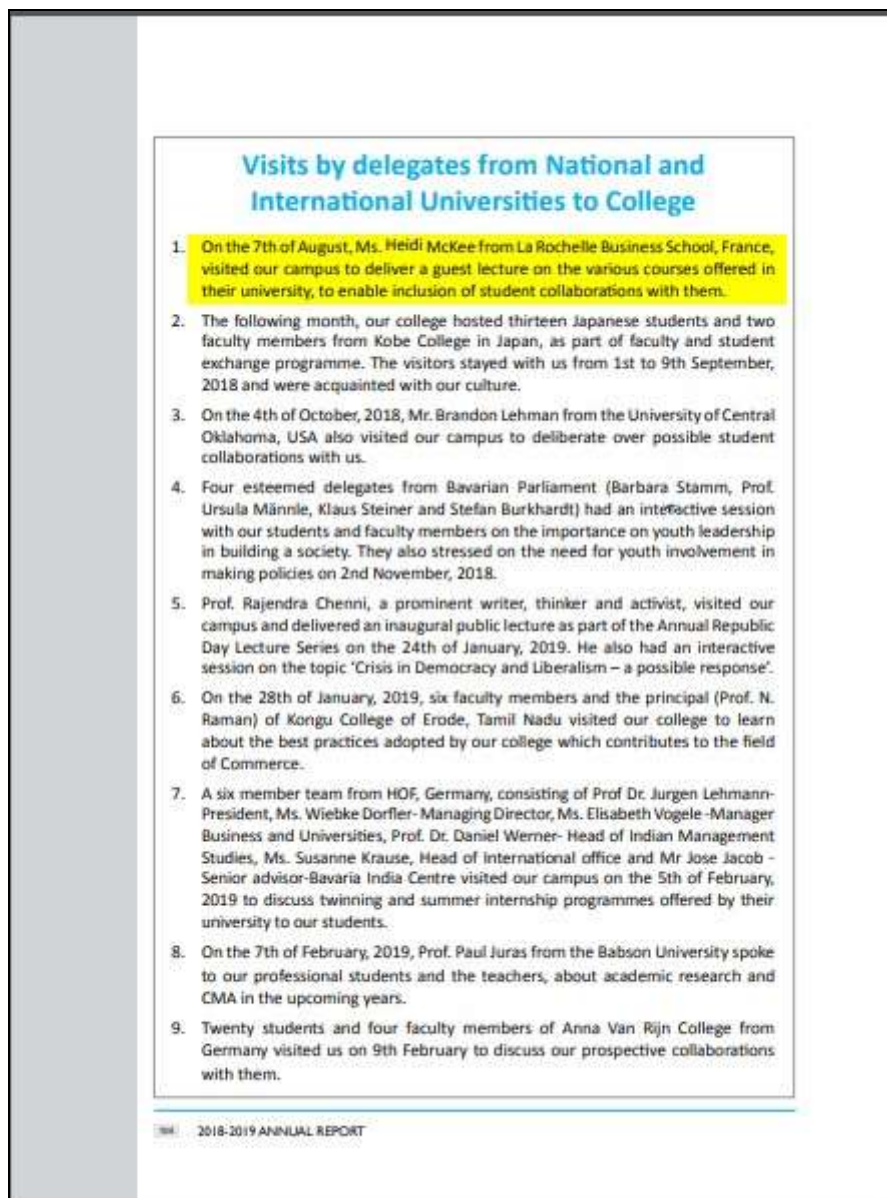 Visits by delegates from National and
International Universities to College
1. On the 7th of August, Ms. Heidi McKee from La Rochelle Business School, France,
visited our campus to deliver a guest lecture on the various courses offered in
their university, to enable inclusion of student collaborations with them.
2. The following month, our college hosted thirteen Japanese students and two
faculty members from Kobe College in Japan, as part of faculty and student
exchange programme. The visitors stayed with us from 1st to 9th September,
2018 and were acquainted with our culture.
3. On the 4th of October, 2018, Mr. Brandon Lehman from the University of Central
Oklahoma, USA also visited our campus to deliberate over possible student
collaborations with us.
4. Four esteemed delegates from Bavarian Parliament (Barbara Stamm, Prof.
Ursula Männle, Klaus Steiner and Stefan Burkhardt) had an interactive session
with our students and faculty members on the importance on youth leadership
in building a society. They also stressed on the need for youth involvement in
making policies on 2nd November, 2018.
5. Prof. Rajendra Chenni, a prominent writer, thinker and activist, visited our
campus and delivered an inaugural public lecture as part of the Annual Republic
Day Lecture Series on the 24th of January, 2019. He also had an interactive
session on the topic ‘Crisis in Democracy and Liberalism – a possible response’.
6. On the 28th of January, 2019, six faculty members and the principal (Prof. N.
Raman) of Kongu College of Erode, Tamil Nadu visited our college to learn
about the best practices adopted by our college which contributes to the field
of Commerce.
7. A six member team from HOF, Germany, consisting of Prof Dr. Jurgen Lehmann-
President, Ms. Wiebke Dorfler- Managing Director, Ms. Elisabeth Vogele -Manager
Business and Universities, Prof. Dr. Daniel Werner- Head of Indian Management
Studies, Ms. Susanne Krause, Head of International office and Mr Jose Jacob -
Senior advisor-Bavaria India Centre visited our campus on the 5th of February,
2019 to discuss twinning and summer internship programmes offered by their
university to our students.
8. On the 7th of February, 2019, Prof. Paul Juras from the Babson University spoke
to our professional students and the teachers, about academic research and
CMA in the upcoming years.
9. Twenty students and four faculty members of Anna Van Rijn College from
Germany visited us on 9th February to discuss our prospective collaborations
with them.
2018-2019 ANNUAL REPORT